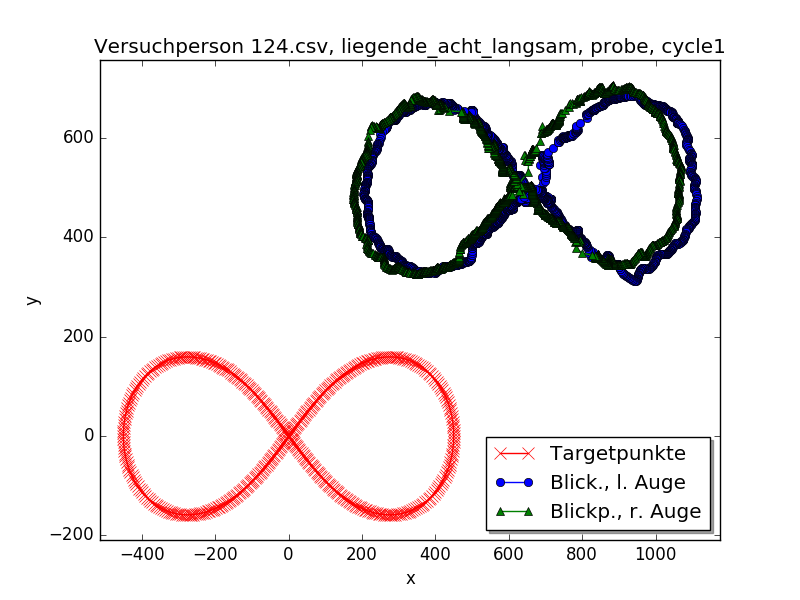 Versuchperson 124.csv, liegende_acht_langsam, probe, cycle1
600
400
y
200
0
−200
Targetpunkte
Blick., l. Auge
Blickp., r. Auge
−400 −200 0 200 400 600 800 1000
x